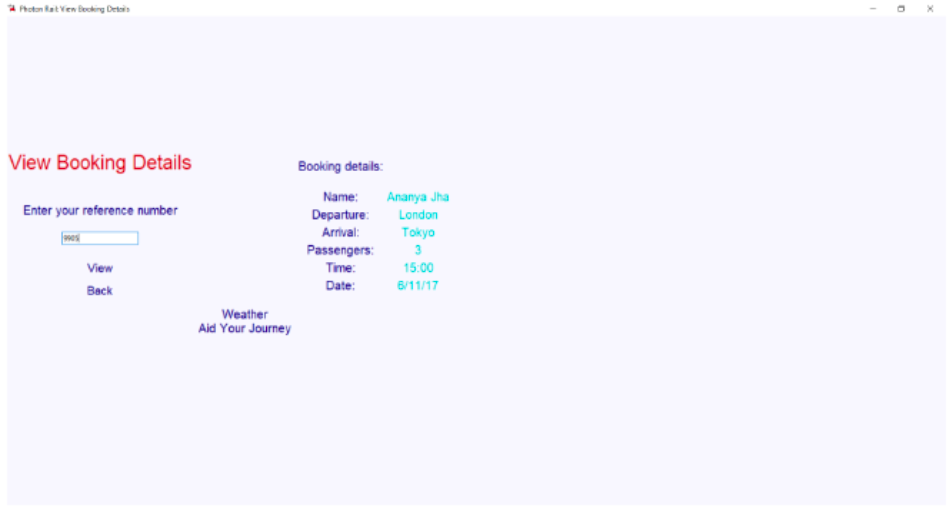 Photon Rail: View Booking Details
View Booking Details
Enter your reference number
9905
View
Back
Booking details:
Name: Ananya Jha
Departure: London
Arrival: Tokyo
Passengers: 3
Time: 15:00
Date: 6/11/17
Weather
Aid Your Journey